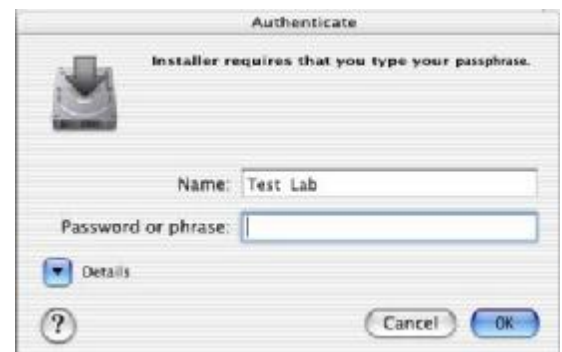 Authenticate
Installer requires that you type your passphrase.
Name: Test Lab
Password or phrase:
Details
?
Cancel OK